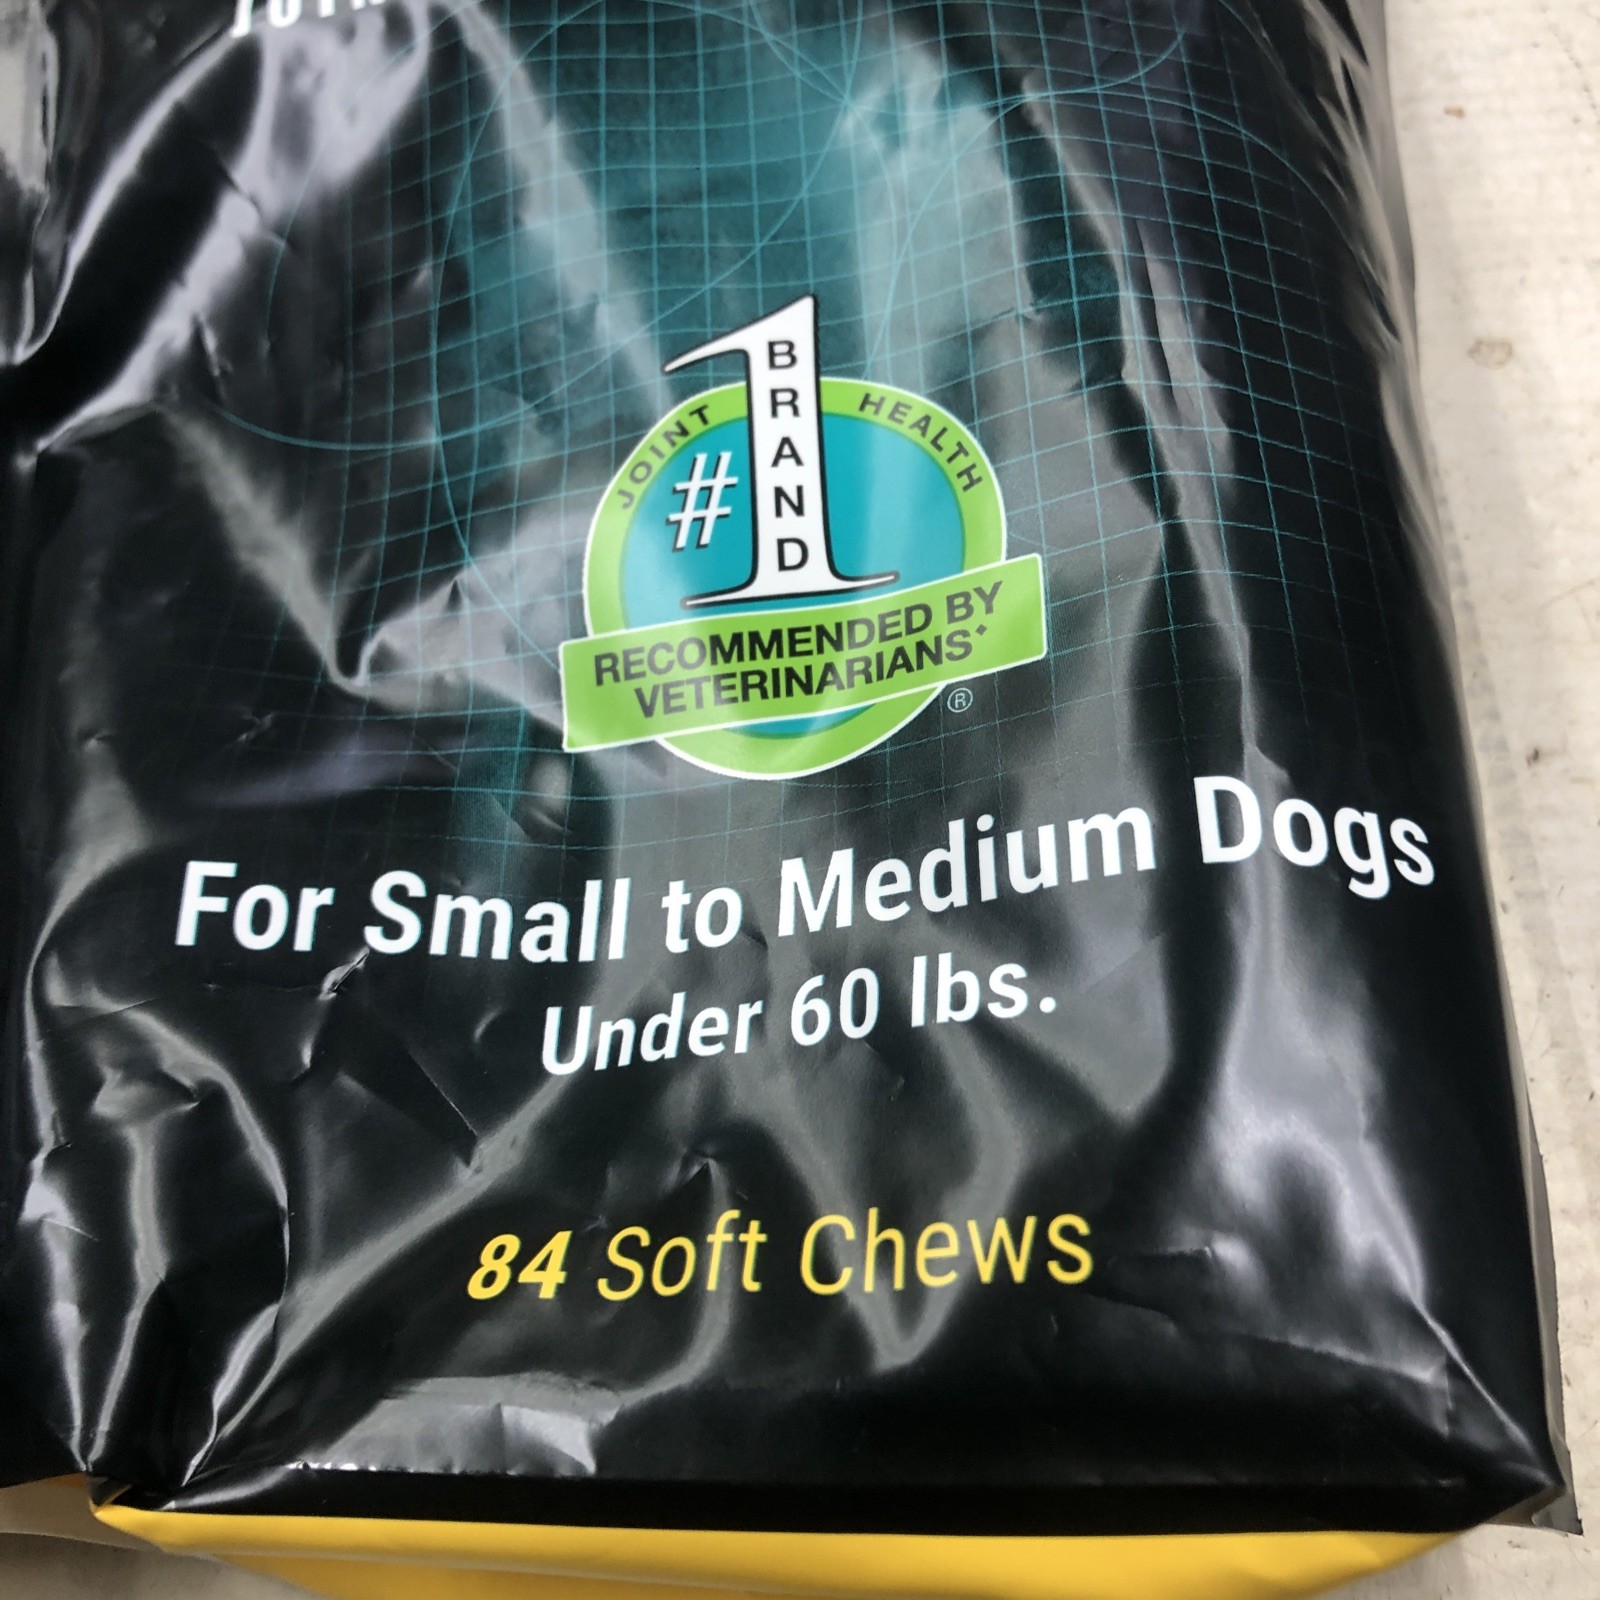 #1 BRAND
JOINT HEALTH
RECOMMENDED BY
VETERINARIANS⬩
®
For Small to Medium Dogs
Under 60 lbs.
84 Soft Chews